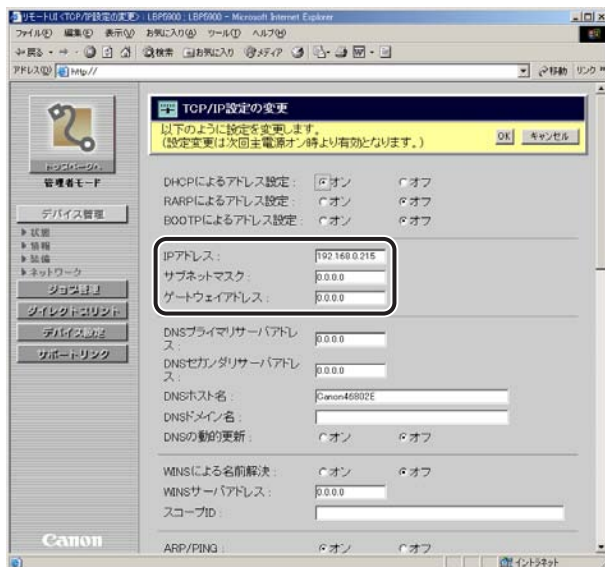 リモートUI <TCP/IP設定の変更> : LBP5900 ; LBP5900 - Microsoft Internet Explorer
ファイル(F) 編集(E) 表示(V) お気に入り(A) ツール(T) ヘルプ(H)
戻る 検索 お気に入り メディア
アドレス(D) http:// 移動 リンク
TCP/IP設定の変更
以下のように設定を変更します。
(設定変更は次回主電源オン時より有効となります。)
OK キャンセル
トップページへ
管理者モード
デバイス管理
状態
情報
装備
ネットワーク
ジョブ管理
ダイレクトプリント
デバイス設定
サポートリンク
Canon
DHCPによるアドレス設定 : オン オフ
RARPによるアドレス設定 : オン オフ
BOOTPによるアドレス設定 : オン オフ
IPアドレス : 192.168.0.215
サブネットマスク : 0.0.0.0
ゲートウェイアドレス : 0.0.0.0
DNSプライマリサーバアドレ
ス : 0.0.0.0
DNSセカンダリサーバアドレ
ス : 0.0.0.0
DNSホスト名 : Canon46802E
DNSドメイン名 :
DNSの動的更新 : オン オフ
WINSによる名前解決 : オン オフ
WINSサーバアドレス : 0.0.0.0
スコープID :
ARP/PING : オン オフ
イントラネット